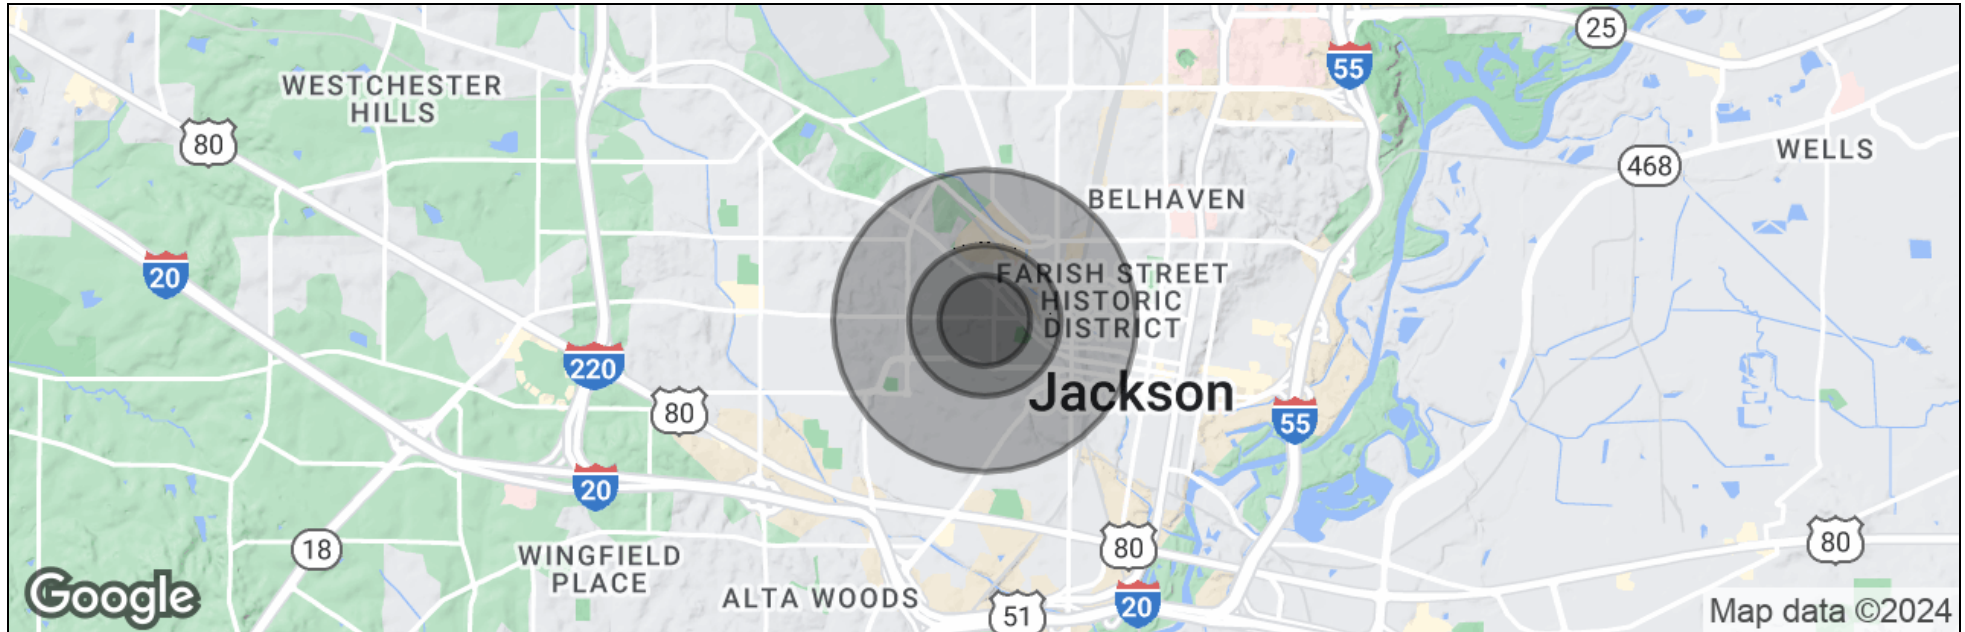 25
55
WESTCHESTER
HILLS
80
WELLS
468
BELHAVEN
20
FARISH STREET
HISTORIC
DISTRICT
220
Jackson
80
55
20
18
WINGFIELD
PLACE
80
80
ALTA WOODS
51
20
Google
Map data ©2024